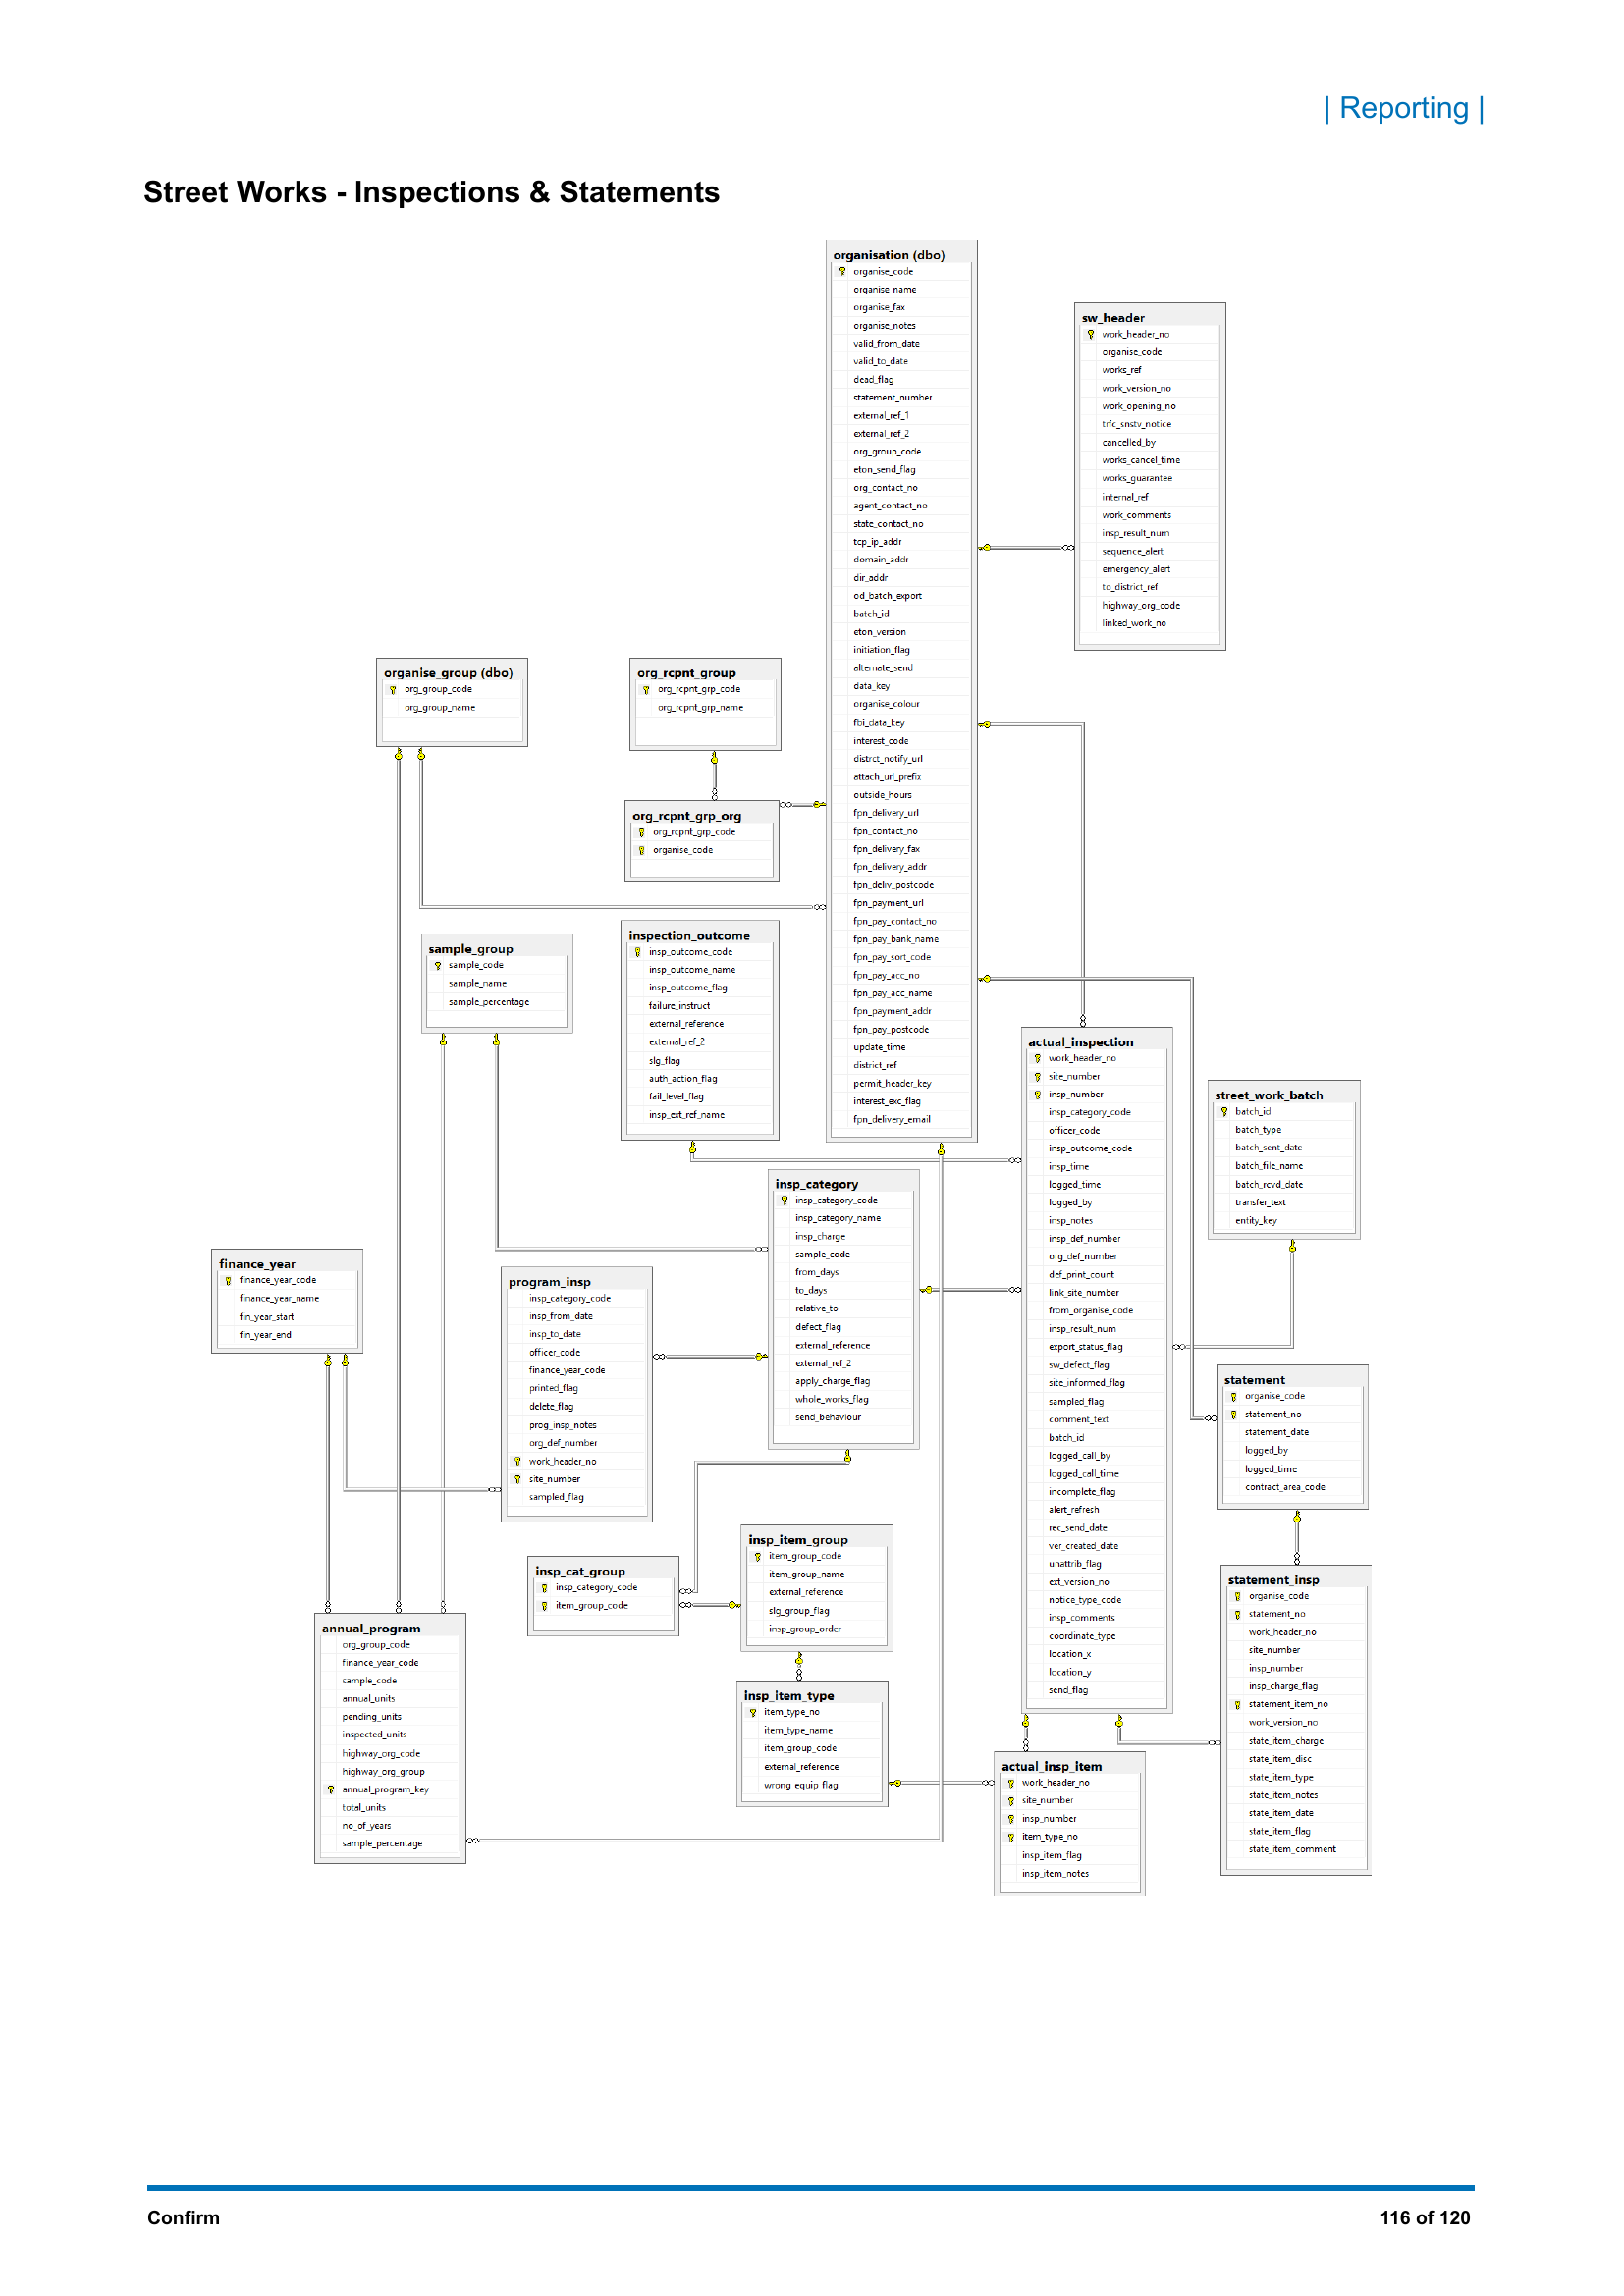 | Reporting |
Street Works - Inspections & Statements
organisation (dbo)
organise_code
organise_name
organise_fax
organise_notes
valid_from_date
valid_to_date
dead_flag
statement_number
external_ref_1
external_ref_2
org_group_code
eton_send_flag
org_contact_no
agent_contact_no
state_contact_no
tcp_ip_addr
domain_addr
dir_addr
od_batch_export
batch_id
eton_version
initiation_flag
alternate_send
data_key
organise_colour
fbi_data_key
interest_code
distrct_notify_url
attach_url_prefix
outside_hours
fpn_delivery_url
fpn_contact_no
fpn_delivery_fax
fpn_delivery_addr
fpn_deliv_postcode
fpn_payment_url
fpn_pay_contact_no
fpn_pay_bank_name
fpn_pay_sort_code
fpn_pay_acc_no
fpn_pay_acc_name
fpn_payment_addr
fpn_pay_postcode
update_time
district_ref
permit_header_key
interest_exc_flag
fpn_delivery_email
sw_header
work_header_no
organise_code
works_ref
work_version_no
work_opening_no
trfc_snstv_notice
cancelled_by
works_cancel_time
works_guarantee
internal_ref
work_comments
insp_result_num
sequence_alert
emergency_alert
to_district_ref
highway_org_code
linked_work_no
organise_group (dbo)
org_group_code
org_group_name
org_rcpnt_group
org_rcpnt_grp_code
org_rcpnt_grp_name
org_rcpnt_grp_org
org_rcpnt_grp_code
organise_code
sample_group
sample_code
sample_name
sample_percentage
inspection_outcome
insp_outcome_code
insp_outcome_name
insp_outcome_flag
failure_instruct
external_reference
external_ref_2
slg_flag
auth_action_flag
fail_level_flag
insp_ext_ref_name
actual_inspection
work_header_no
site_number
insp_number
insp_category_code
officer_code
insp_outcome_code
insp_time
logged_time
logged_by
insp_notes
insp_def_number
org_def_number
def_print_count
link_site_number
from_organise_code
insp_result_num
export_status_flag
sw_defect_flag
site_informed_flag
sampled_flag
comment_text
batch_id
logged_call_by
logged_call_time
incomplete_flag
alert_refresh
rec_send_date
ver_created_date
unattrib_flag
ext_version_no
notice_type_code
insp_comments
coordinate_type
location_x
location_y
send_flag
street_work_batch
batch_id
batch_type
batch_sent_date
batch_file_name
batch_rcvd_date
transfer_text
entity_key
insp_category
insp_category_code
insp_category_name
insp_charge
sample_code
from_days
to_days
relative_to
defect_flag
external_reference
external_ref_2
apply_charge_flag
whole_works_flag
send_behaviour
finance_year
finance_year_code
finance_year_name
fin_year_start
fin_year_end
program_insp
insp_category_code
insp_from_date
insp_to_date
officer_code
finance_year_code
printed_flag
delete_flag
prog_insp_notes
org_def_number
work_header_no
site_number
sampled_flag
statement
organise_code
statement_no
statement_date
logged_by
logged_time
contract_area_code
insp_cat_group
insp_category_code
item_group_code
insp_item_group
item_group_code
item_group_name
external_reference
slg_group_flag
insp_group_order
statement_insp
organise_code
statement_no
work_header_no
site_number
insp_number
insp_charge_flag
statement_item_no
work_version_no
state_item_charge
state_item_disc
state_item_type
state_item_notes
state_item_date
state_item_flag
state_item_comment
annual_program
org_group_code
finance_year_code
sample_code
annual_units
pending_units
inspected_units
highway_org_code
highway_org_group
annual_program_key
total_units
no_of_years
sample_percentage
insp_item_type
item_type_no
item_type_name
item_group_code
external_reference
wrong_equip_flag
actual_insp_item
work_header_no
site_number
insp_number
item_type_no
insp_item_flag
insp_item_notes
Confirm
116 of 120